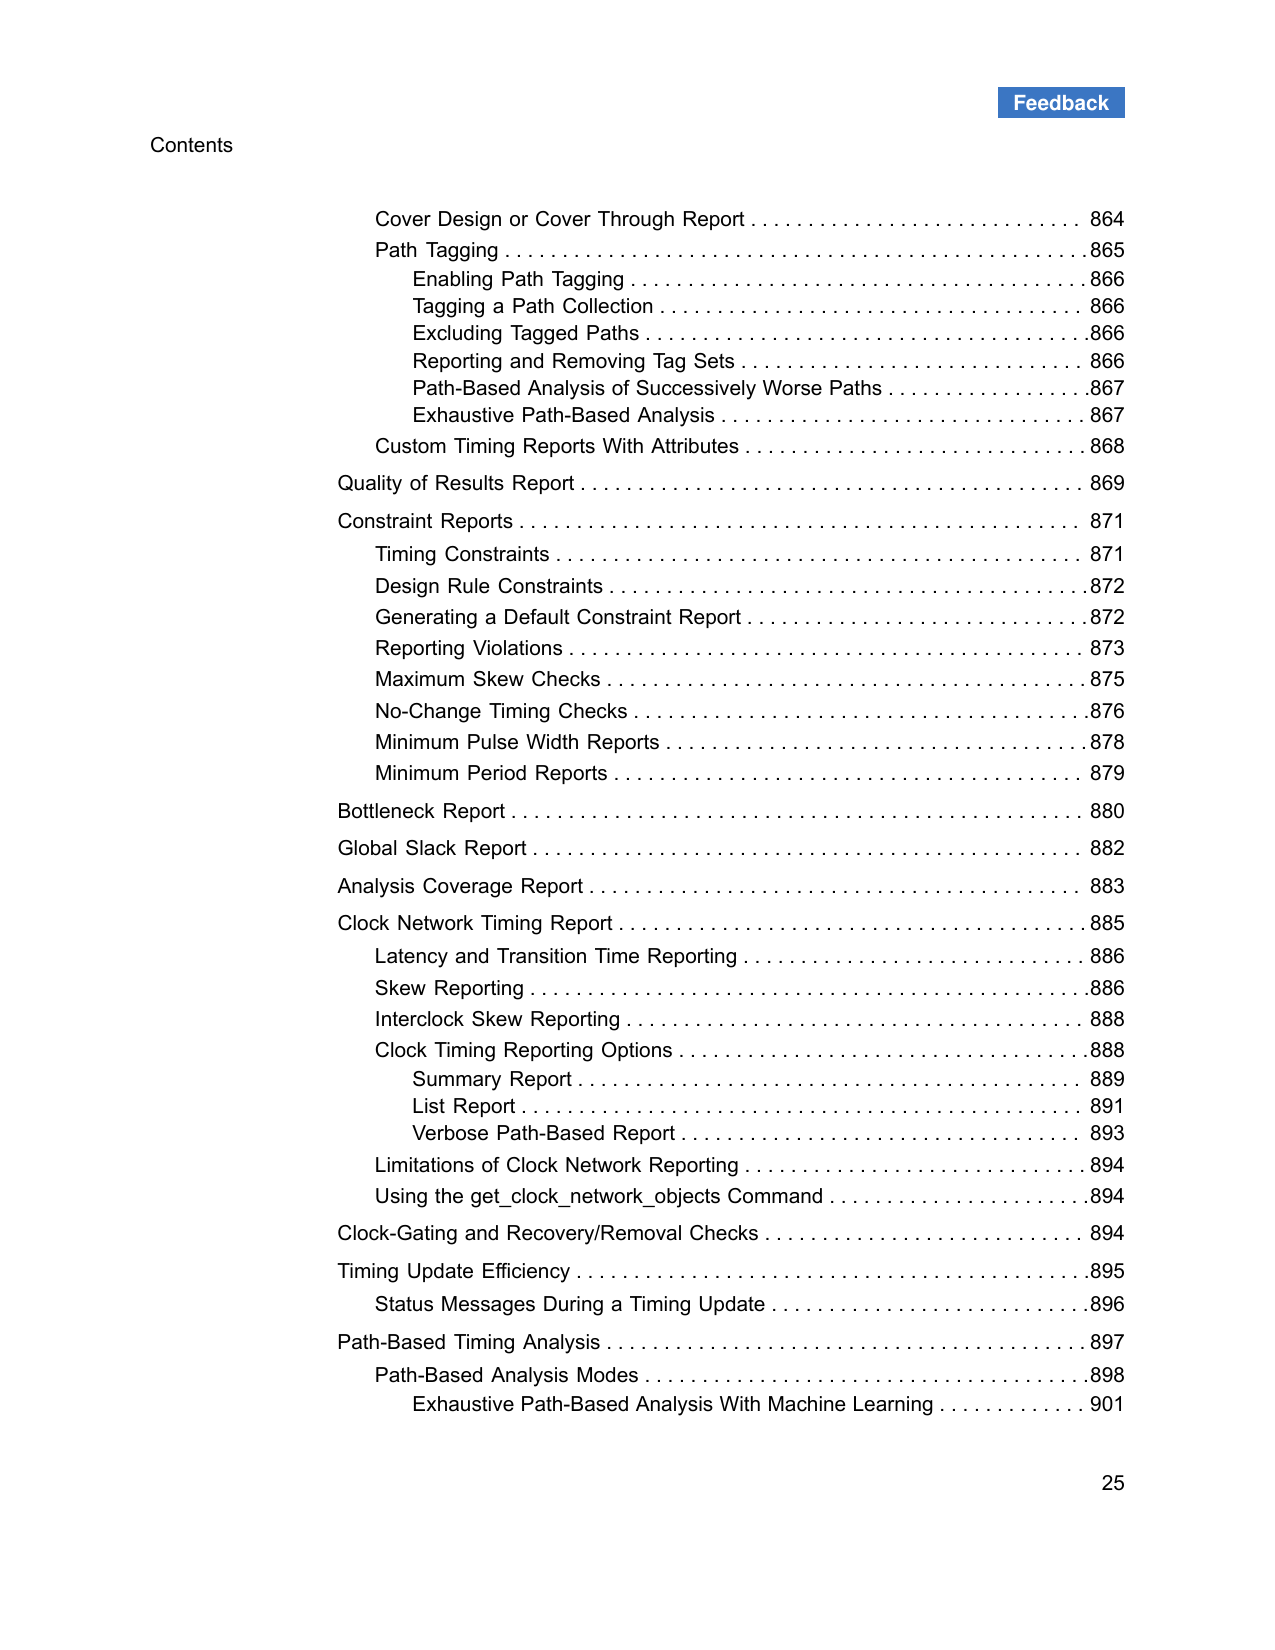 Feedback
Contents
Cover Design or Cover Through Report . . . . . . . . . . . . . . . . . . . . . . . . . . . . . 864
Path Tagging . . . . . . . . . . . . . . . . . . . . . . . . . . . . . . . . . . . . . . . . . . . . . . . . . . . 865
Enabling Path Tagging . . . . . . . . . . . . . . . . . . . . . . . . . . . . . . . . . . . . . . . . 866
Tagging a Path Collection . . . . . . . . . . . . . . . . . . . . . . . . . . . . . . . . . . . . . 866
Excluding Tagged Paths . . . . . . . . . . . . . . . . . . . . . . . . . . . . . . . . . . . . . . .866
Reporting and Removing Tag Sets . . . . . . . . . . . . . . . . . . . . . . . . . . . . . . 866
Path-Based Analysis of Successively Worse Paths . . . . . . . . . . . . . . . . . .867
Exhaustive Path-Based Analysis . . . . . . . . . . . . . . . . . . . . . . . . . . . . . . . . 867
Custom Timing Reports With Attributes . . . . . . . . . . . . . . . . . . . . . . . . . . . . . . 868
Quality of Results Report . . . . . . . . . . . . . . . . . . . . . . . . . . . . . . . . . . . . . . . . . . . . 869
Constraint Reports . . . . . . . . . . . . . . . . . . . . . . . . . . . . . . . . . . . . . . . . . . . . . . . . . 871
Timing Constraints . . . . . . . . . . . . . . . . . . . . . . . . . . . . . . . . . . . . . . . . . . . . . . 871
Design Rule Constraints . . . . . . . . . . . . . . . . . . . . . . . . . . . . . . . . . . . . . . . . . . 872
Generating a Default Constraint Report . . . . . . . . . . . . . . . . . . . . . . . . . . . . . . 872
Reporting Violations . . . . . . . . . . . . . . . . . . . . . . . . . . . . . . . . . . . . . . . . . . . . . 873
Maximum Skew Checks . . . . . . . . . . . . . . . . . . . . . . . . . . . . . . . . . . . . . . . . . . 875
No-Change Timing Checks . . . . . . . . . . . . . . . . . . . . . . . . . . . . . . . . . . . . . . . .876
Minimum Pulse Width Reports . . . . . . . . . . . . . . . . . . . . . . . . . . . . . . . . . . . . . 878
Minimum Period Reports . . . . . . . . . . . . . . . . . . . . . . . . . . . . . . . . . . . . . . . . . 879
Bottleneck Report . . . . . . . . . . . . . . . . . . . . . . . . . . . . . . . . . . . . . . . . . . . . . . . . . . 880
Global Slack Report . . . . . . . . . . . . . . . . . . . . . . . . . . . . . . . . . . . . . . . . . . . . . . . . 882
Analysis Coverage Report . . . . . . . . . . . . . . . . . . . . . . . . . . . . . . . . . . . . . . . . . . . 883
Clock Network Timing Report . . . . . . . . . . . . . . . . . . . . . . . . . . . . . . . . . . . . . . . . . 885
Latency and Transition Time Reporting . . . . . . . . . . . . . . . . . . . . . . . . . . . . . . 886
Skew Reporting . . . . . . . . . . . . . . . . . . . . . . . . . . . . . . . . . . . . . . . . . . . . . . . . .886
Interclock Skew Reporting . . . . . . . . . . . . . . . . . . . . . . . . . . . . . . . . . . . . . . . . 888
Clock Timing Reporting Options . . . . . . . . . . . . . . . . . . . . . . . . . . . . . . . . . . . .888
Summary Report . . . . . . . . . . . . . . . . . . . . . . . . . . . . . . . . . . . . . . . . . . . . 889
List Report . . . . . . . . . . . . . . . . . . . . . . . . . . . . . . . . . . . . . . . . . . . . . . . . . 891
Verbose Path-Based Report . . . . . . . . . . . . . . . . . . . . . . . . . . . . . . . . . . . 893
Limitations of Clock Network Reporting . . . . . . . . . . . . . . . . . . . . . . . . . . . . . . 894
Using the get_clock_network_objects Command . . . . . . . . . . . . . . . . . . . . . . .894
Clock-Gating and Recovery/Removal Checks . . . . . . . . . . . . . . . . . . . . . . . . . . . . 894
Timing Update Efficiency . . . . . . . . . . . . . . . . . . . . . . . . . . . . . . . . . . . . . . . . . . . . .895
Status Messages During a Timing Update . . . . . . . . . . . . . . . . . . . . . . . . . . . .896
Path-Based Timing Analysis . . . . . . . . . . . . . . . . . . . . . . . . . . . . . . . . . . . . . . . . . . 897
Path-Based Analysis Modes . . . . . . . . . . . . . . . . . . . . . . . . . . . . . . . . . . . . . . .898
Exhaustive Path-Based Analysis With Machine Learning . . . . . . . . . . . . . 901
25